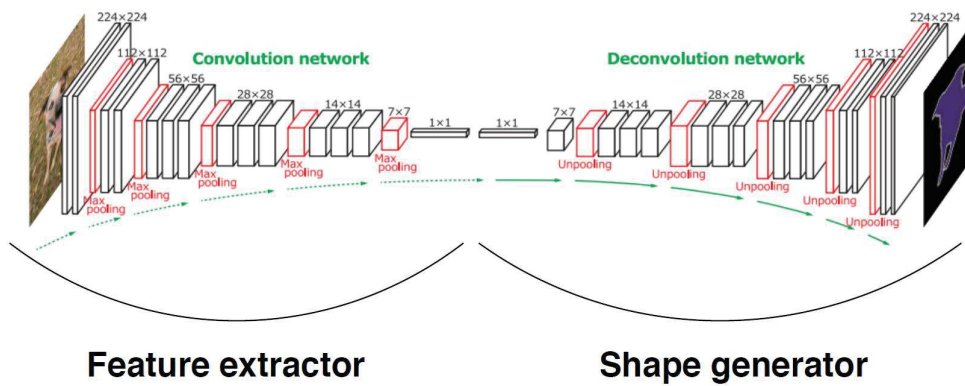 224×224
112×112
56×56
28×28
14×14
7×7
1×1
1×1
7×7
14×14
28×28
56×56
112×112
224×224
Convolution network
Deconvolution network
Max
pooling
Max
pooling
Max
pooling
Max
pooling
Max
pooling
Unpooling
Unpooling
Unpooling
Unpooling
Unpooling
Feature extractor
Shape generator